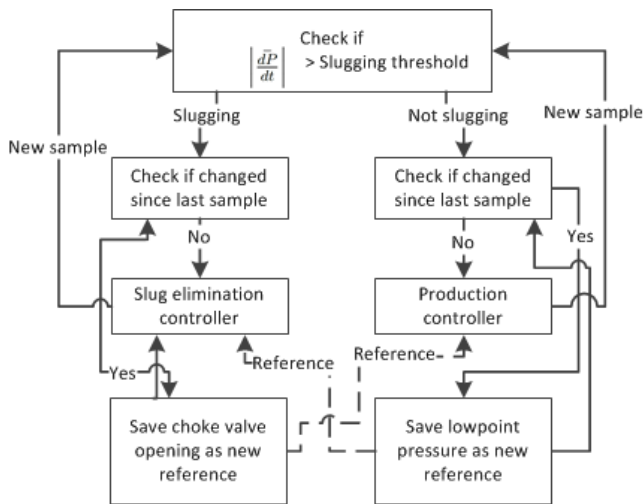 Check if
|dP̄/dt| > Slugging threshold
Slugging
Not slugging
New sample
New sample
Check if changed
since last sample
Check if changed
since last sample
No
No
Yes
Slug elimination
controller
Production
controller
Reference
Reference
Yes
Save choke valve
opening as new
reference
Save lowpoint
pressure as new
reference